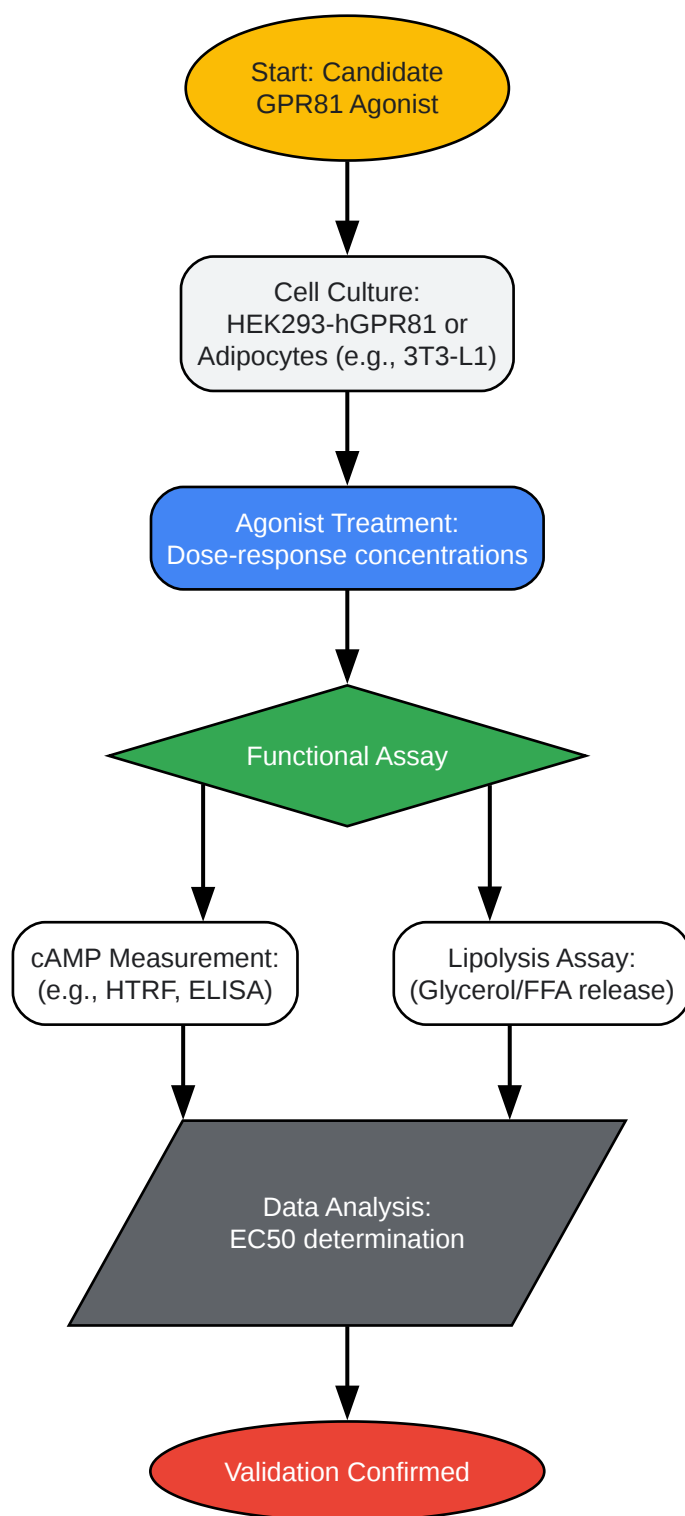 Start: Candidate
GPR81 Agonist
Cell Culture:
HEK293-hGPR81 or
Adipocytes (e.g., 3T3-L1)
Agonist Treatment:
Dose-response concentrations
Functional Assay
cAMP Measurement:
(e.g., HTRF, ELISA)
Lipolysis Assay:
(Glycerol/FFA release)
Data Analysis:
EC50 determination
Validation Confirmed